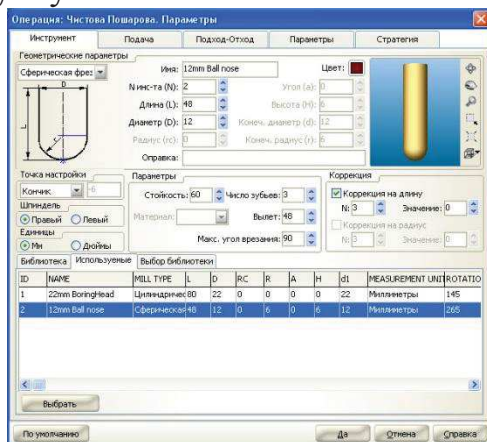 Операция: Чистова Пошарова. Параметры
Инструмент Подача Подход-Отход Параметры Стратегия
Геометрические параметры
Сферическая фрез Имя: 12mm Ball nose Цвет:
N инс-та (N): 2 Угол (a): 0
Длина (L): 48 Высота (H): 6
Диаметр (D): 12 Конеч. диаметр (d): 12
Радиус (rc): 0 Конеч. радиус (r): 6
Оправка:
Точка настройки Параметры Коррекция
Кончик -6 Стойкость: 60 Число зубьев: 3 Коррекция на длину
Шпиндель N: 3 Значение: 0
Правый Левый Материал: Вылет: 48 Коррекция на радиус
Единицы
Мм Дюймы Макс. угол врезания: 90 N: 3 Значение: 0
Библиотека Используемые Выбор библиотеки
ID NAME MILL TYPE L D RC R A H d1 MEASUREMENT UNIT ROTATIO
1 22mm BoringHead Цилиндричес 80 22 0 0 0 0 22 Миллиметры 145
2 12mm Ball nose Сферическая 48 12 0 6 0 6 12 Миллиметры 265
Выбрать
По умолчанию Да Отмена Справка